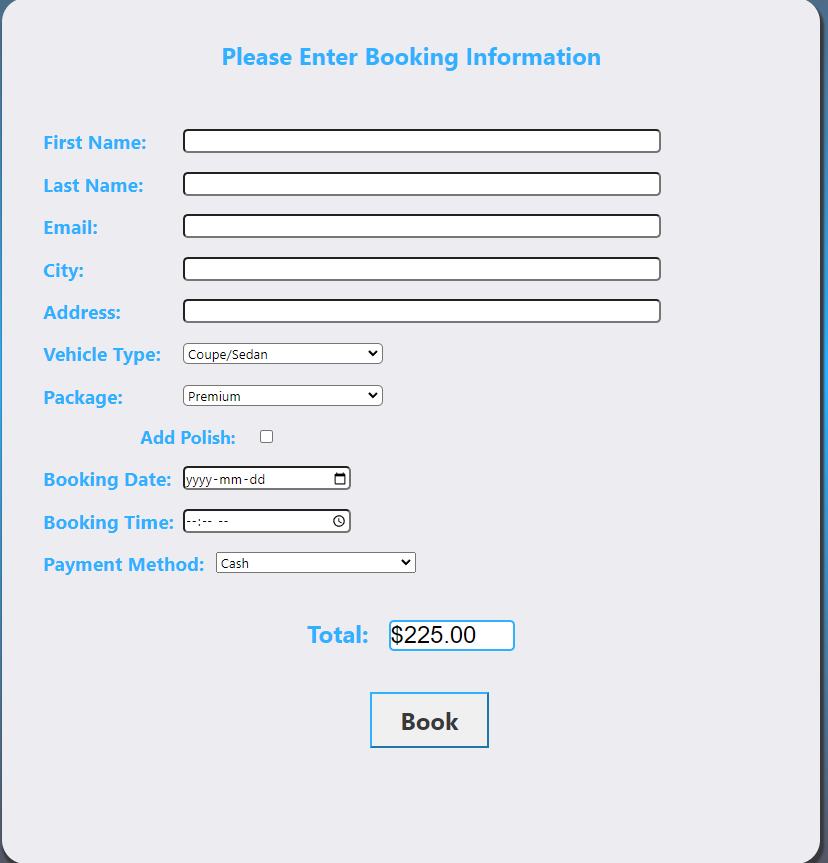 Please Enter Booking Information
First Name:
Last Name:
Email:
City:
Address:
Vehicle Type: Coupe/Sedan
Package: Premium
Add Polish:
Booking Date: yyyy-mm-dd
Booking Time: --:-- --
Payment Method: Cash
Total: $225.00
Book